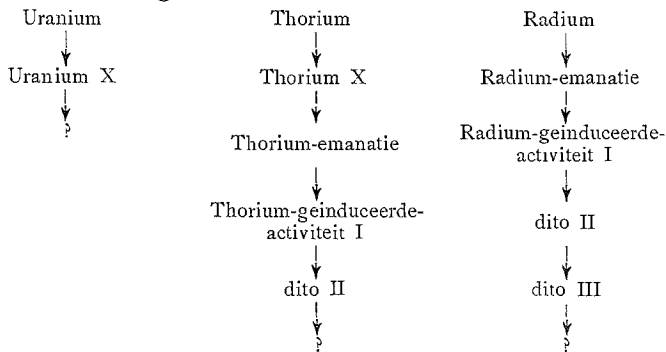 Uranium
Uranium X
?
Thorium
Thorium X
Thorium-emanatie
Thorium-geinduceerde-
activiteit I
dito II
?
Radium
Radium-emanatie
Radium-geinduceerde-
activiteit I
dito II
dito III
?